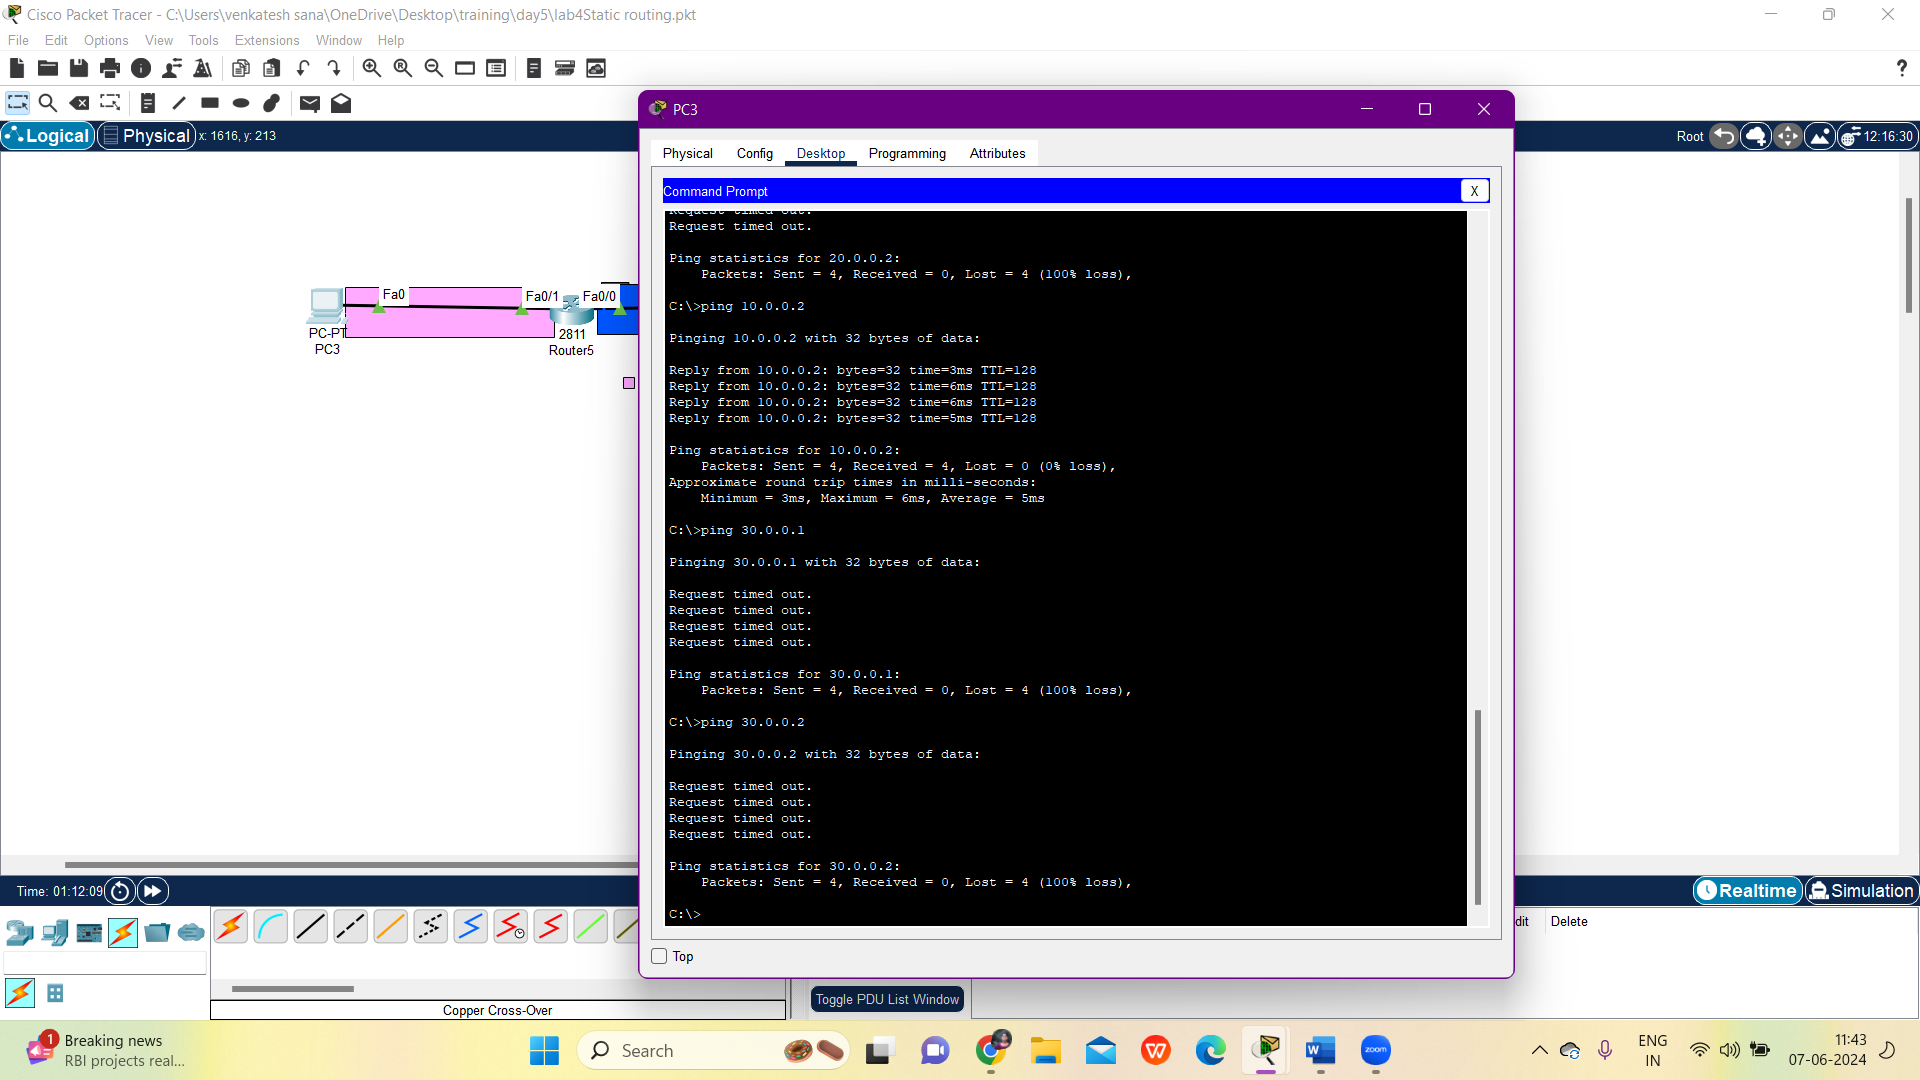 Cisco Packet Tracer - C:\Users\venkatesh sana\OneDrive\Desktop\training\day5\lab4Static routing.pkt
File Edit Options View Tools Extensions Window Help
Logical Physical x: 1616, y: 213
Root 12:16:30
PC3
Physical Config Desktop Programming Attributes
Command Prompt X
Request timed out.
Request timed out.
Ping statistics for 20.0.0.2:
Packets: Sent = 4, Received = 0, Lost = 4 (100% loss),
C:\>ping 10.0.0.2
Pinging 10.0.0.2 with 32 bytes of data:
Reply from 10.0.0.2: bytes=32 time=3ms TTL=128
Reply from 10.0.0.2: bytes=32 time=6ms TTL=128
Reply from 10.0.0.2: bytes=32 time=6ms TTL=128
Reply from 10.0.0.2: bytes=32 time=5ms TTL=128
Ping statistics for 10.0.0.2:
Packets: Sent = 4, Received = 4, Lost = 0 (0% loss),
Approximate round trip times in milli-seconds:
Minimum = 3ms, Maximum = 6ms, Average = 5ms
C:\>ping 30.0.0.1
Pinging 30.0.0.1 with 32 bytes of data:
Request timed out.
Request timed out.
Request timed out.
Request timed out.
Ping statistics for 30.0.0.1:
Packets: Sent = 4, Received = 0, Lost = 4 (100% loss),
C:\>ping 30.0.0.2
Pinging 30.0.0.2 with 32 bytes of data:
Request timed out.
Request timed out.
Request timed out.
Request timed out.
Ping statistics for 30.0.0.2:
Packets: Sent = 4, Received = 0, Lost = 4 (100% loss),
C:\>
Top
Fa0 Fa0/1 Fa0/0
PC-PT
PC3
2811
Router5
Time: 01:12:09
Realtime Simulation
dit Delete
Copper Cross-Over
Toggle PDU List Window
1
Breaking news
RBI projects real...
Search
zoom
ENG
IN
11:43
07-06-2024